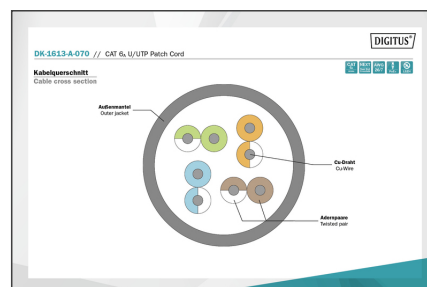 DIGITUS®
DK-1613-A-070 // CAT 6A U/UTP Patch Cord
Kabelquerschnitt
Cable cross section
Außenmantel
Outer jacket
Cu-Draht
Cu-Wire
Aderspaare
Twisted pair